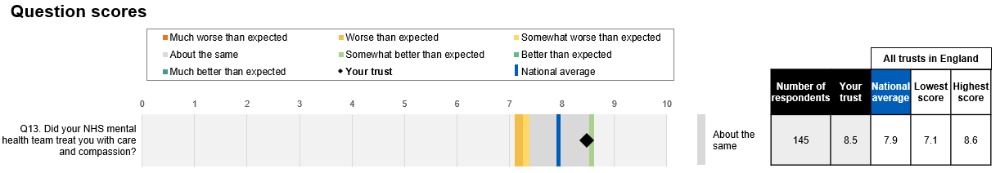 Question scores
Much worse than expected
Worse than expected
Somewhat worse than expected
About the same
Somewhat better than expected
Better than expected
Much better than expected
Your trust
National average
All trusts in England
Number of respondents
Your trust
National average
Lowest score
Highest score
0 1 2 3 4 5 6 7 8 9 10
Q13. Did your NHS mental
health team treat you with care
and compassion?
About the
same
145 8.5 7.9 7.1 8.6